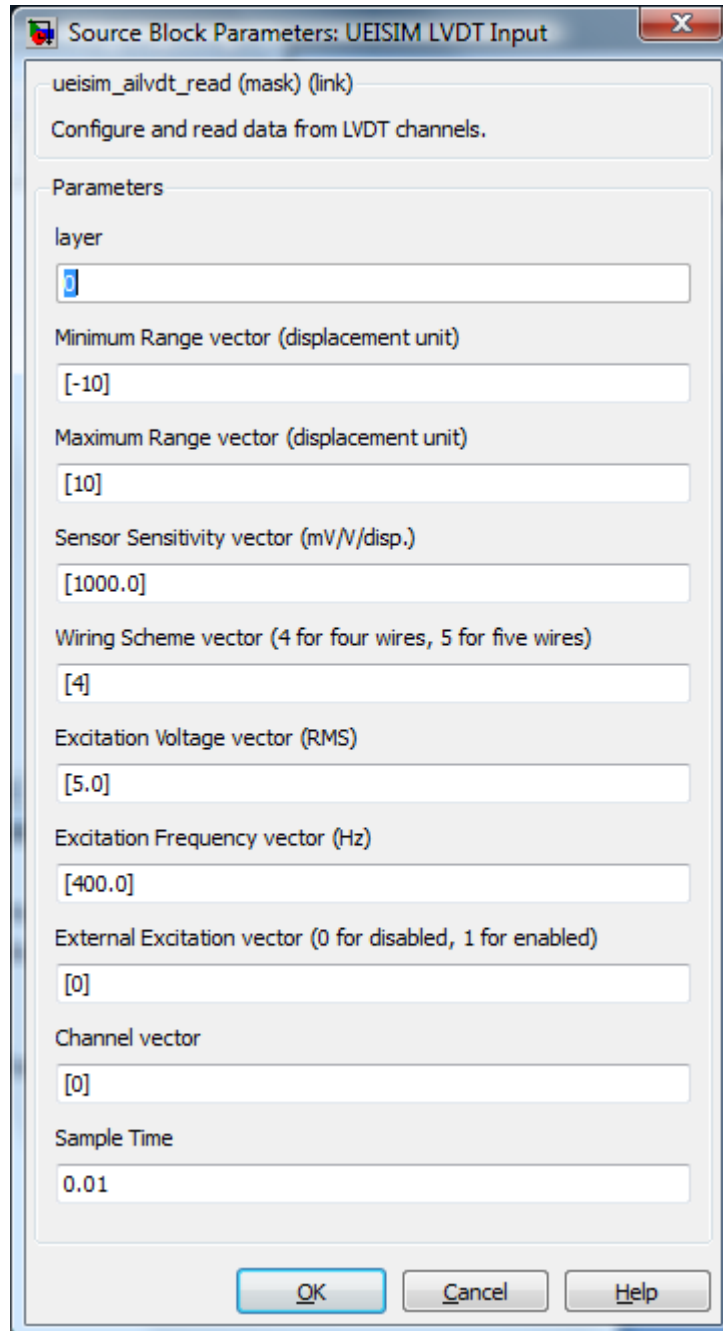 Source Block Parameters: UEISIM LVDT Input
ueisim_ailvdt_read (mask) (link)
Configure and read data from LVDT channels.
Parameters
layer
0
Minimum Range vector (displacement unit)
[-10]
Maximum Range vector (displacement unit)
[10]
Sensor Sensitivity vector (mV/V/disp.)
[1000.0]
Wiring Scheme vector (4 for four wires, 5 for five wires)
[4]
Excitation Voltage vector (RMS)
[5.0]
Excitation Frequency vector (Hz)
[400.0]
External Excitation vector (0 for disabled, 1 for enabled)
[0]
Channel vector
[0]
Sample Time
0.01
OK Cancel Help